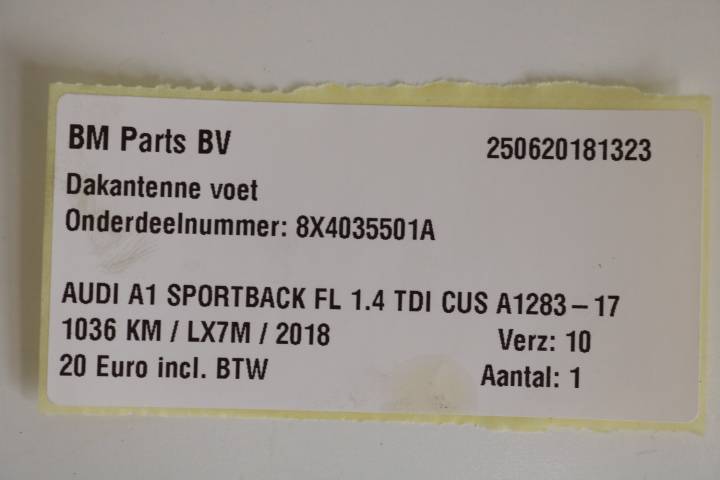 BM Parts BV 250620181323
Dakantenne voet
Onderdeelnummer: 8X4035501A
AUDI A1 SPORTBACK FL 1.4 TDI CUS A1283-17
1036 KM / LX7M / 2018 Verz: 10
20 Euro incl. BTW Aantal: 1